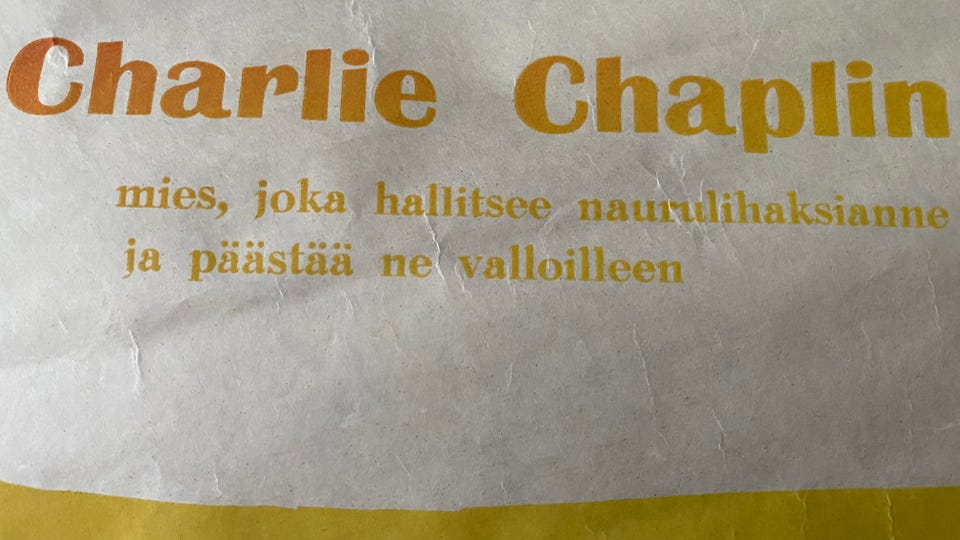 Charlie Chaplin
mies, joka hallitsee naurulihaksianne
ja päästää ne valloilleen